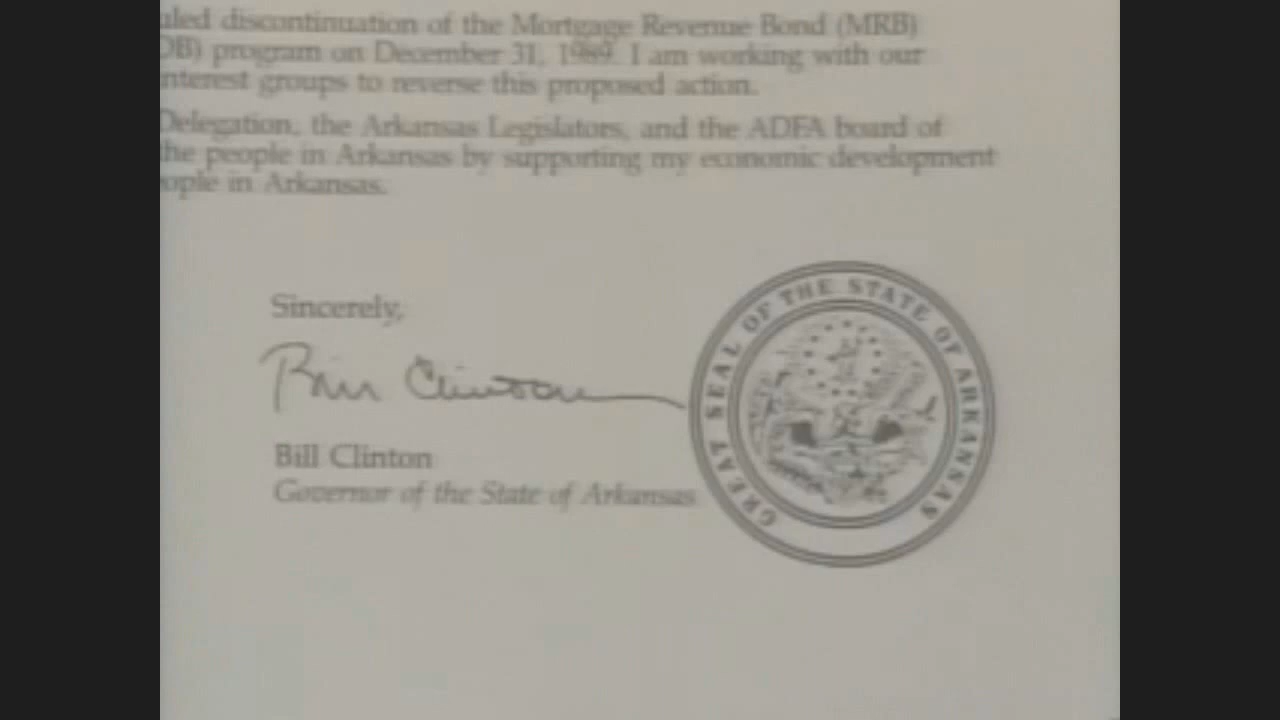 uled discontinuation of the Mortgage Revenue Bond (MRB)
DB) program on December 31, 1989. I am working with our
nterest groups to reverse this proposed action.
Delegation, the Arkansas Legislators, and the ADFA board of
the people in Arkansas by supporting my economic development
ople in Arkansas.
Sincerely,
Bill Clinton
Bill Clinton
Governor of the State of Arkansas
GREAT SEAL OF THE STATE OF ARKANSAS